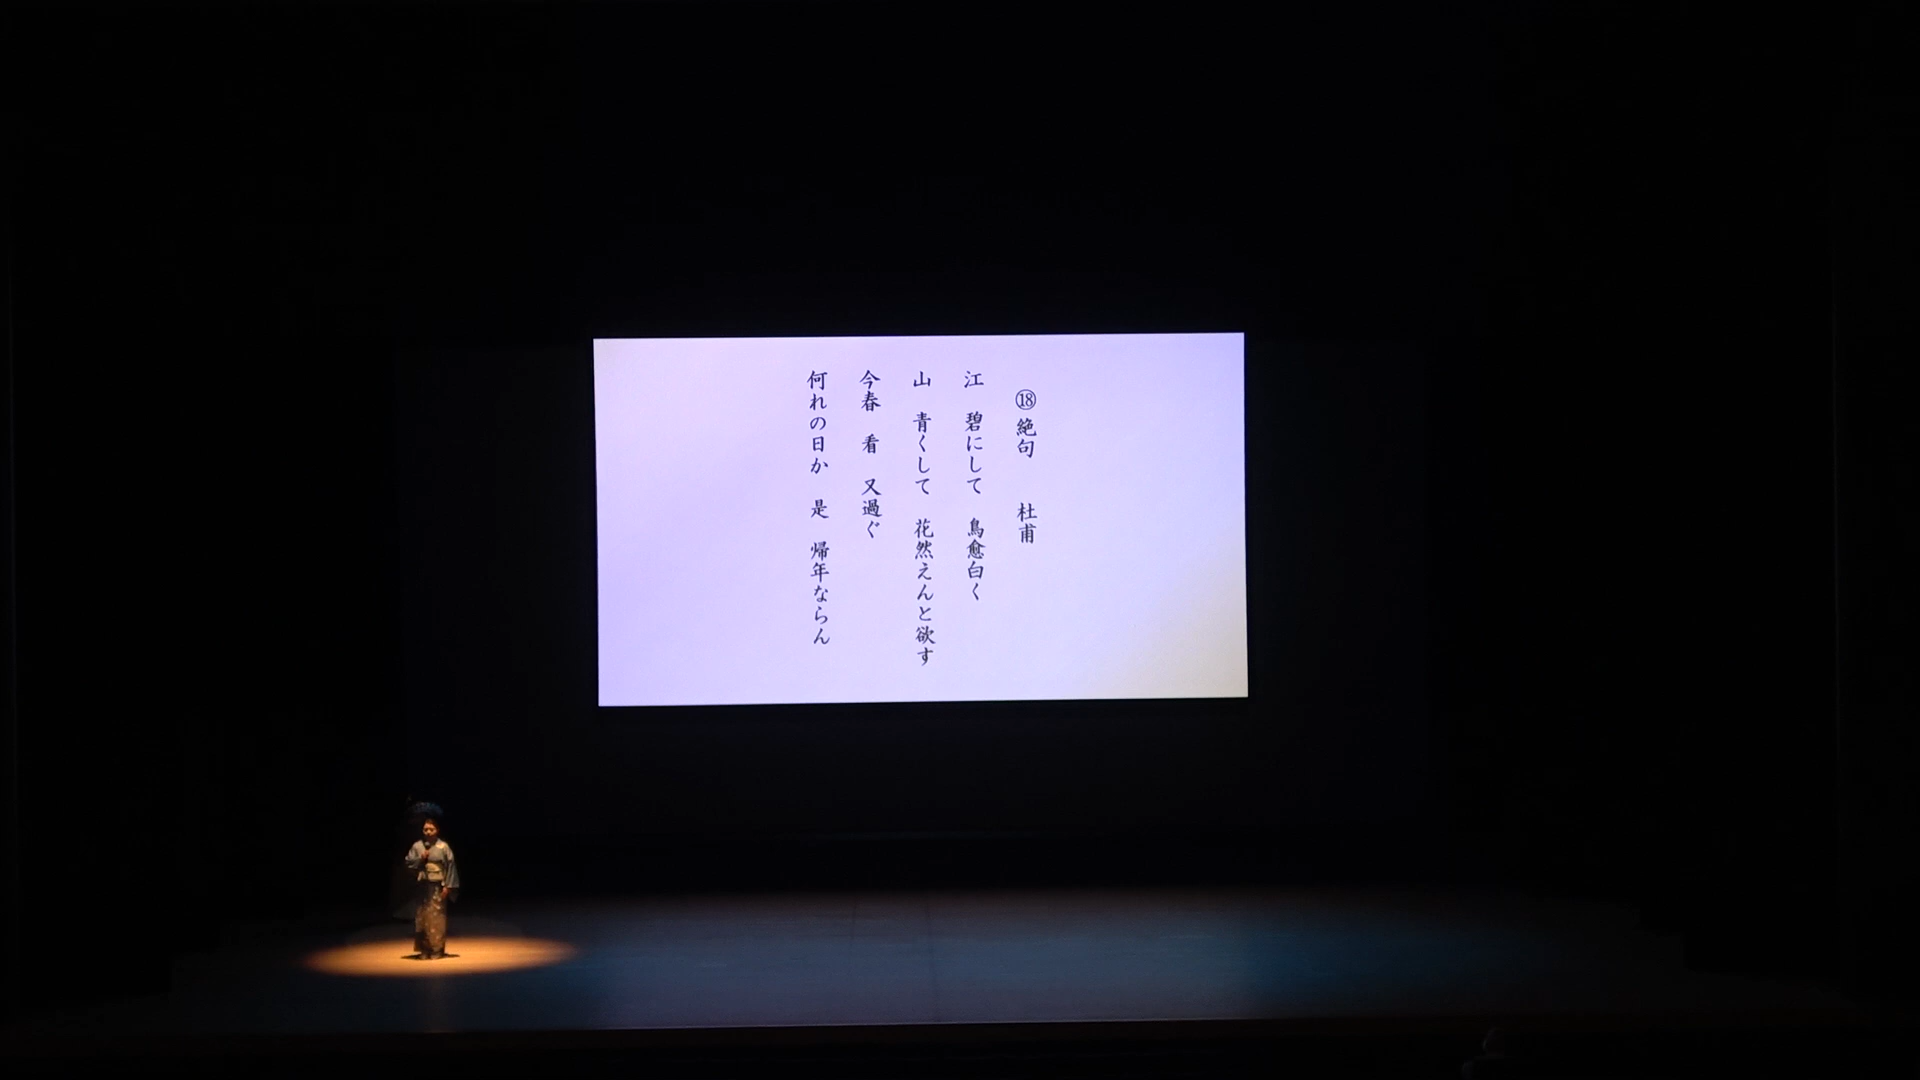 ⑱絶句　杜甫
江　碧にして　鳥愈白く
山　青くして　花然えんと欲す
今春　看　又過ぐ
何れの日か　是　帰年ならん